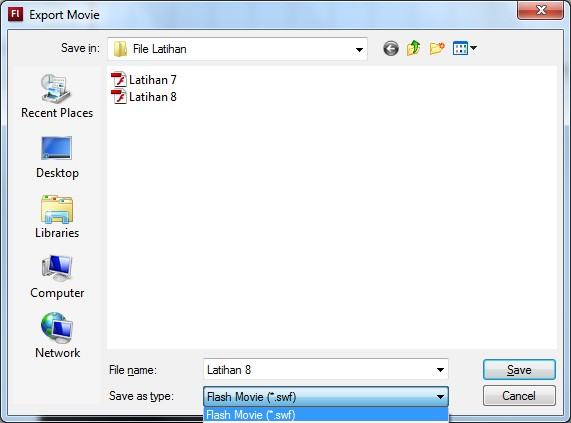 Fl Export Movie
Save in: File Latihan
Latihan 7
Latihan 8
Recent Places
Desktop
Libraries
Computer
Network
File name: Latihan 8 Save
Save as type: Flash Movie (*.swf) Cancel
Flash Movie (*.swf)